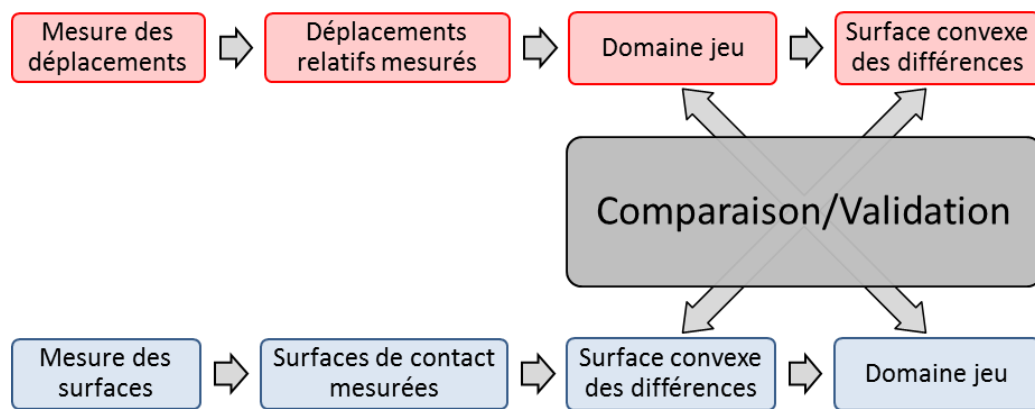 Mesure des
déplacements
Déplacements
relatifs mesurés
Domaine jeu
Surface convexe
des différences
Comparaison/Validation
Mesure des
surfaces
Surfaces de contact
mesurées
Surface convexe
des différences
Domaine jeu